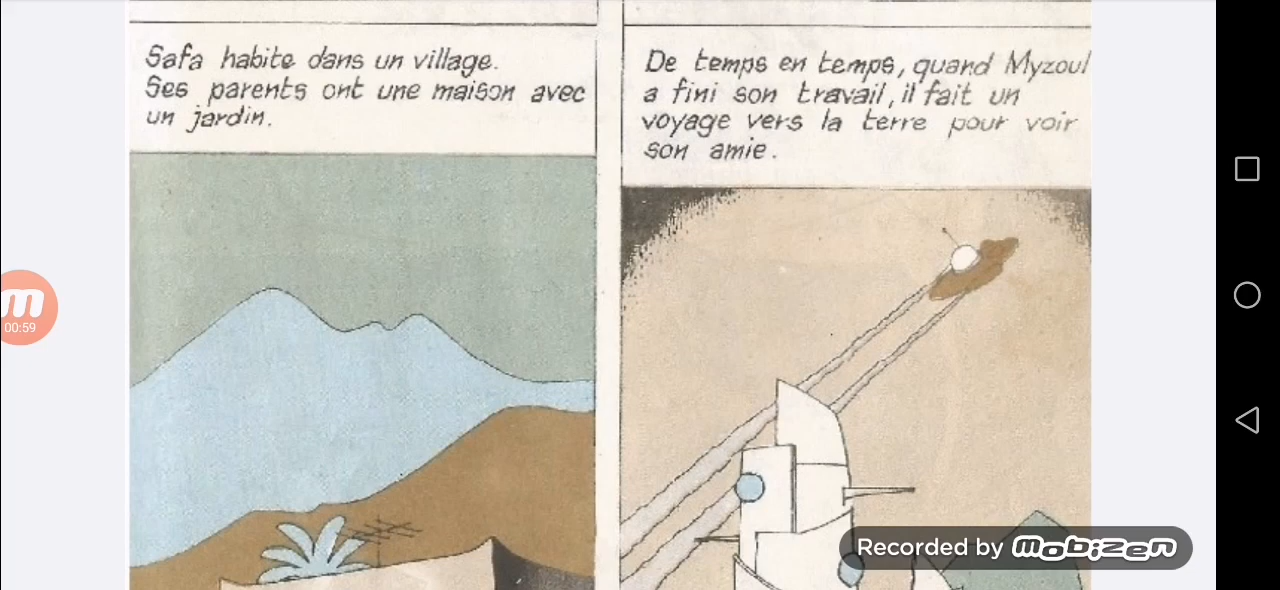 Safa habite dans un village.
Ses parents ont une maison avec
un jardin.
De temps en temps, quand Myzoul
a fini son travail, il fait un
voyage vers la terre pour voir
son amie.
00:59
Recorded by mobizen